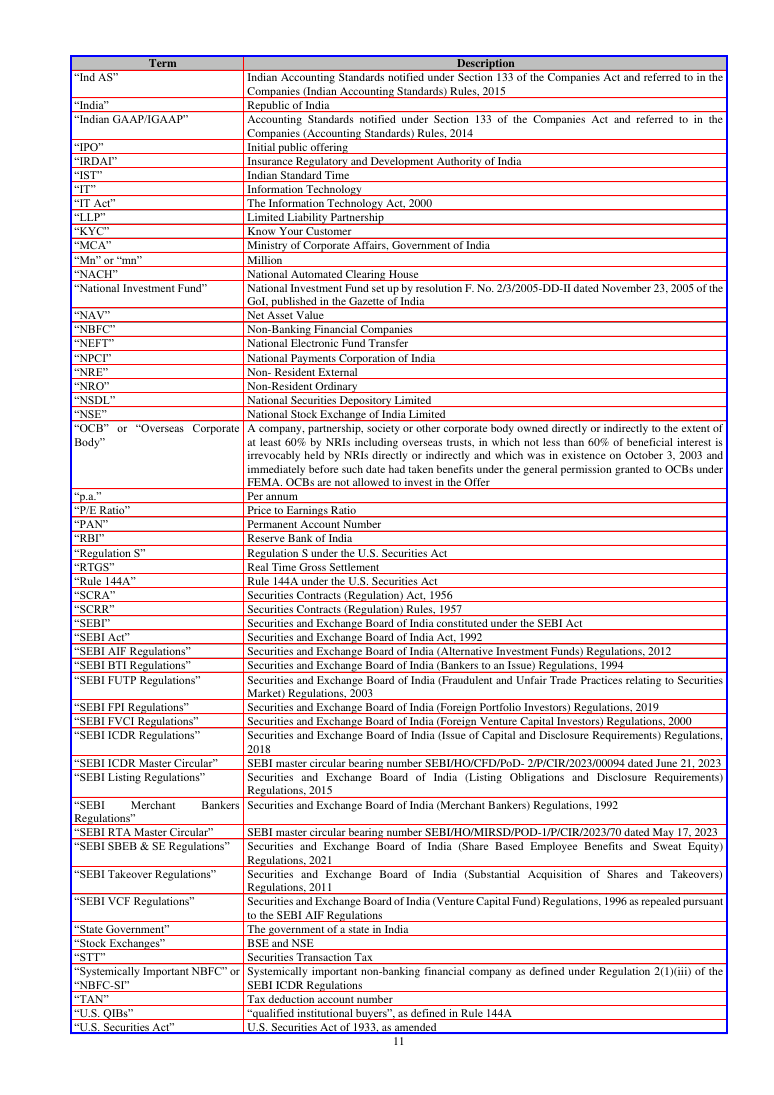 Term Description
“Ind AS” Indian Accounting Standards notified under Section 133 of the Companies Act and referred to in the
Companies (Indian Accounting Standards) Rules, 2015
“India” Republic of India
“Indian GAAP/IGAAP” Accounting Standards notified under Section 133 of the Companies Act and referred to in the
Companies (Accounting Standards) Rules, 2014
“IPO” Initial public offering
“IRDAI” Insurance Regulatory and Development Authority of India
“IST” Indian Standard Time
“IT” Information Technology
“IT Act” The Information Technology Act, 2000
“LLP” Limited Liability Partnership
“KYC” Know Your Customer
“MCA” Ministry of Corporate Affairs, Government of India
“Mn” or “mn” Million
“NACH” National Automated Clearing House
“National Investment Fund” National Investment Fund set up by resolution F. No. 2/3/2005-DD-II dated November 23, 2005 of the
GoI, published in the Gazette of India
“NAV” Net Asset Value
“NBFC” Non-Banking Financial Companies
“NEFT” National Electronic Fund Transfer
“NPCI” National Payments Corporation of India
“NRE” Non- Resident External
“NRO” Non-Resident Ordinary
“NSDL” National Securities Depository Limited
“NSE” National Stock Exchange of India Limited
“OCB” or “Overseas Corporate A company, partnership, society or other corporate body owned directly or indirectly to the extent of
Body” at least 60% by NRIs including overseas trusts, in which not less than 60% of beneficial interest is
irrevocably held by NRIs directly or indirectly and which was in existence on October 3, 2003 and
immediately before such date had taken benefits under the general permission granted to OCBs under
FEMA. OCBs are not allowed to invest in the Offer
“p.a.” Per annum
“P/E Ratio” Price to Earnings Ratio
“PAN” Permanent Account Number
“RBI” Reserve Bank of India
“Regulation S” Regulation S under the U.S. Securities Act
“RTGS” Real Time Gross Settlement
“Rule 144A” Rule 144A under the U.S. Securities Act
“SCRA” Securities Contracts (Regulation) Act, 1956
“SCRR” Securities Contracts (Regulation) Rules, 1957
“SEBI” Securities and Exchange Board of India constituted under the SEBI Act
“SEBI Act” Securities and Exchange Board of India Act, 1992
“SEBI AIF Regulations” Securities and Exchange Board of India (Alternative Investment Funds) Regulations, 2012
“SEBI BTI Regulations” Securities and Exchange Board of India (Bankers to an Issue) Regulations, 1994
“SEBI FUTP Regulations” Securities and Exchange Board of India (Fraudulent and Unfair Trade Practices relating to Securities
Market) Regulations, 2003
“SEBI FPI Regulations” Securities and Exchange Board of India (Foreign Portfolio Investors) Regulations, 2019
“SEBI FVCI Regulations” Securities and Exchange Board of India (Foreign Venture Capital Investors) Regulations, 2000
“SEBI ICDR Regulations” Securities and Exchange Board of India (Issue of Capital and Disclosure Requirements) Regulations,
2018
“SEBI ICDR Master Circular” SEBI master circular bearing number SEBI/HO/CFD/PoD- 2/P/CIR/2023/00094 dated June 21, 2023
“SEBI Listing Regulations” Securities and Exchange Board of India (Listing Obligations and Disclosure Requirements)
Regulations, 2015
“SEBI Merchant Bankers Securities and Exchange Board of India (Merchant Bankers) Regulations, 1992
Regulations”
“SEBI RTA Master Circular” SEBI master circular bearing number SEBI/HO/MIRSD/POD-1/P/CIR/2023/70 dated May 17, 2023
“SEBI SBEB & SE Regulations” Securities and Exchange Board of India (Share Based Employee Benefits and Sweat Equity)
Regulations, 2021
“SEBI Takeover Regulations” Securities and Exchange Board of India (Substantial Acquisition of Shares and Takeovers)
Regulations, 2011
“SEBI VCF Regulations” Securities and Exchange Board of India (Venture Capital Fund) Regulations, 1996 as repealed pursuant
to the SEBI AIF Regulations
“State Government” The government of a state in India
“Stock Exchanges” BSE and NSE
“STT” Securities Transaction Tax
“Systemically Important NBFC” or Systemically important non-banking financial company as defined under Regulation 2(1)(iii) of the
“NBFC-SI” SEBI ICDR Regulations
“TAN” Tax deduction account number
“U.S. QIBs” “qualified institutional buyers”, as defined in Rule 144A
“U.S. Securities Act” U.S. Securities Act of 1933, as amended
11